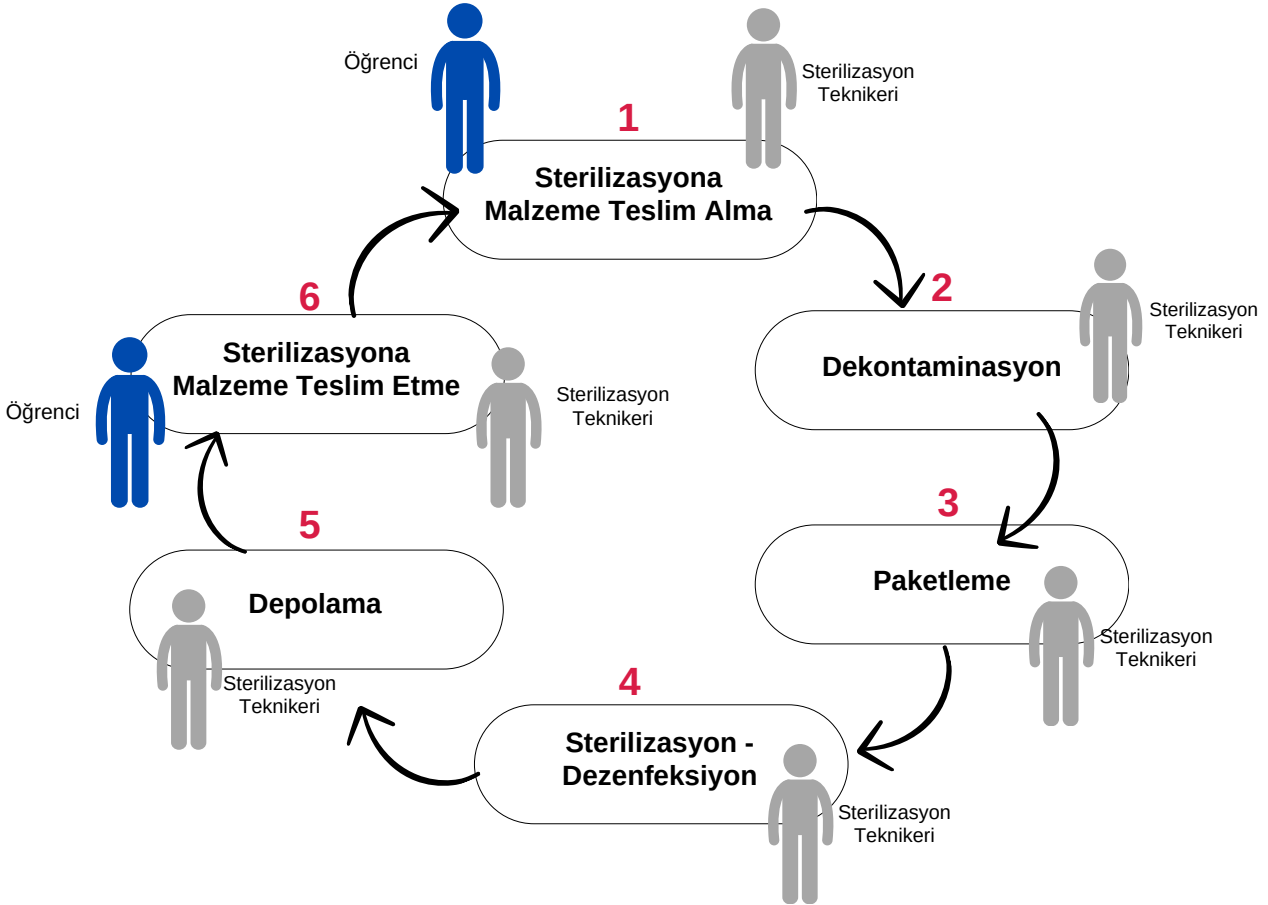 Öğrenci
Sterilizasyon
Teknikeri
1
Sterilizasyona
Malzeme Teslim Alma
2
Sterilizasyon
Teknikeri
Dekontaminasyon
3
Paketleme
Sterilizasyon
Teknikeri
4
Sterilizasyon -
Dezenfeksiyon
Sterilizasyon
Teknikeri
5
Depolama
Sterilizasyon
Teknikeri
6
Sterilizasyona
Malzeme Teslim Etme
Öğrenci
Sterilizasyon
Teknikeri